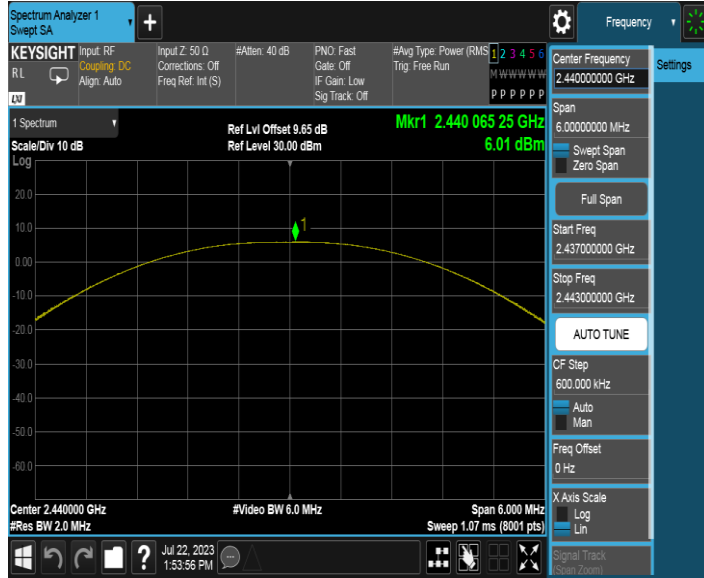 Spectrum Analyzer 1
Swept SA
+
Frequency
KEYSIGHT
RL
LXI
Input: RF
Coupling: DC
Align: Auto
Input Z: 50 Ω
Corrections: Off
Freq Ref: Int (S)
#Atten: 40 dB
PNO: Fast
Gate: Off
IF Gain: Low
Sig Track: Off
#Avg Type: Power (RMS
Trig: Free Run
1 2 3 4 5 6
M W W W W W
P P P P P P
1 Spectrum
Scale/Div 10 dB
Log
Ref Lvl Offset 9.65 dB
Ref Level 30.00 dBm
Mkr1 2.440 065 25 GHz
6.01 dBm
20.0
10.0
0.00
-10.0
-20.0
-30.0
-40.0
-50.0
-60.0
1
Center 2.440000 GHz
#Res BW 2.0 MHz
#Video BW 6.0 MHz
Span 6.000 MHz
Sweep 1.07 ms (8001 pts)
Jul 22, 2023
1:53:56 PM
?
Center Frequency
2.440000000 GHz
Span
6.00000000 MHz
Swept Span
Zero Span
Full Span
Start Freq
2.437000000 GHz
Stop Freq
2.443000000 GHz
AUTO TUNE
CF Step
600.000 kHz
Auto
Man
Freq Offset
0 Hz
X Axis Scale
Log
Lin
Signal Track
(Span Zoom)
Settings